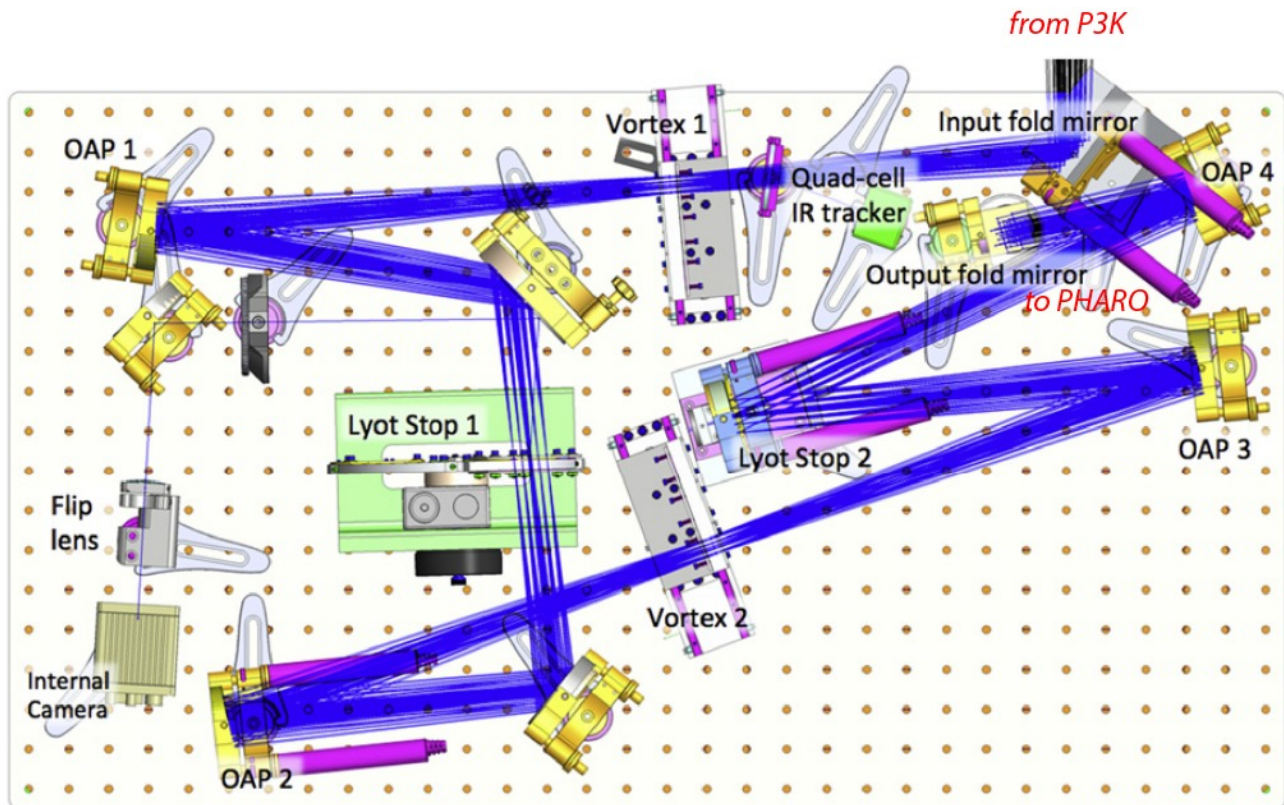 from P3K
Vortex 1
Input fold mirror
OAP 1
Quad-cell
IR tracker
OAP 4
Output fold mirror
to PHARO
Lyot Stop 1
Lyot Stop 2
OAP 3
Flip
lens
Vortex 2
Internal
Camera
OAP 2